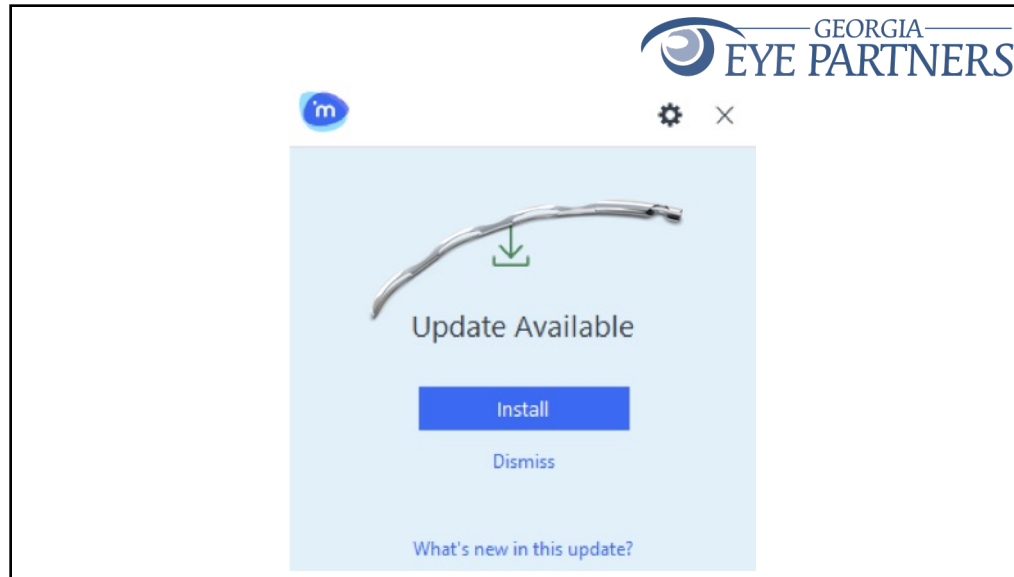 GEORGIA
EYE PARTNERS
'm
Update Available
Install
Dismiss
What's new in this update?